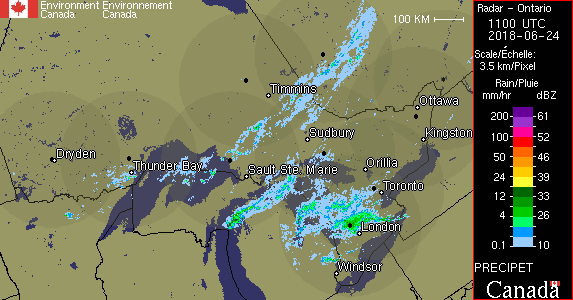 Environment Environnement
Canada Canada
Radar - Ontario
1100 UTC
2018-06-24
100 KM
Scale/Échelle:
3.5 km/Pixel
Rain/Pluie
mm/hr dBZ
200 61
100 52
50 46
24 39
12 33
4 26
0.1 10
Timmins
Ottawa
Sudbury
Kingston
Dryden
Thunder Bay
Sault Ste. Marie
Orillia
Toronto
London
Windsor
PRECIPET
Canada